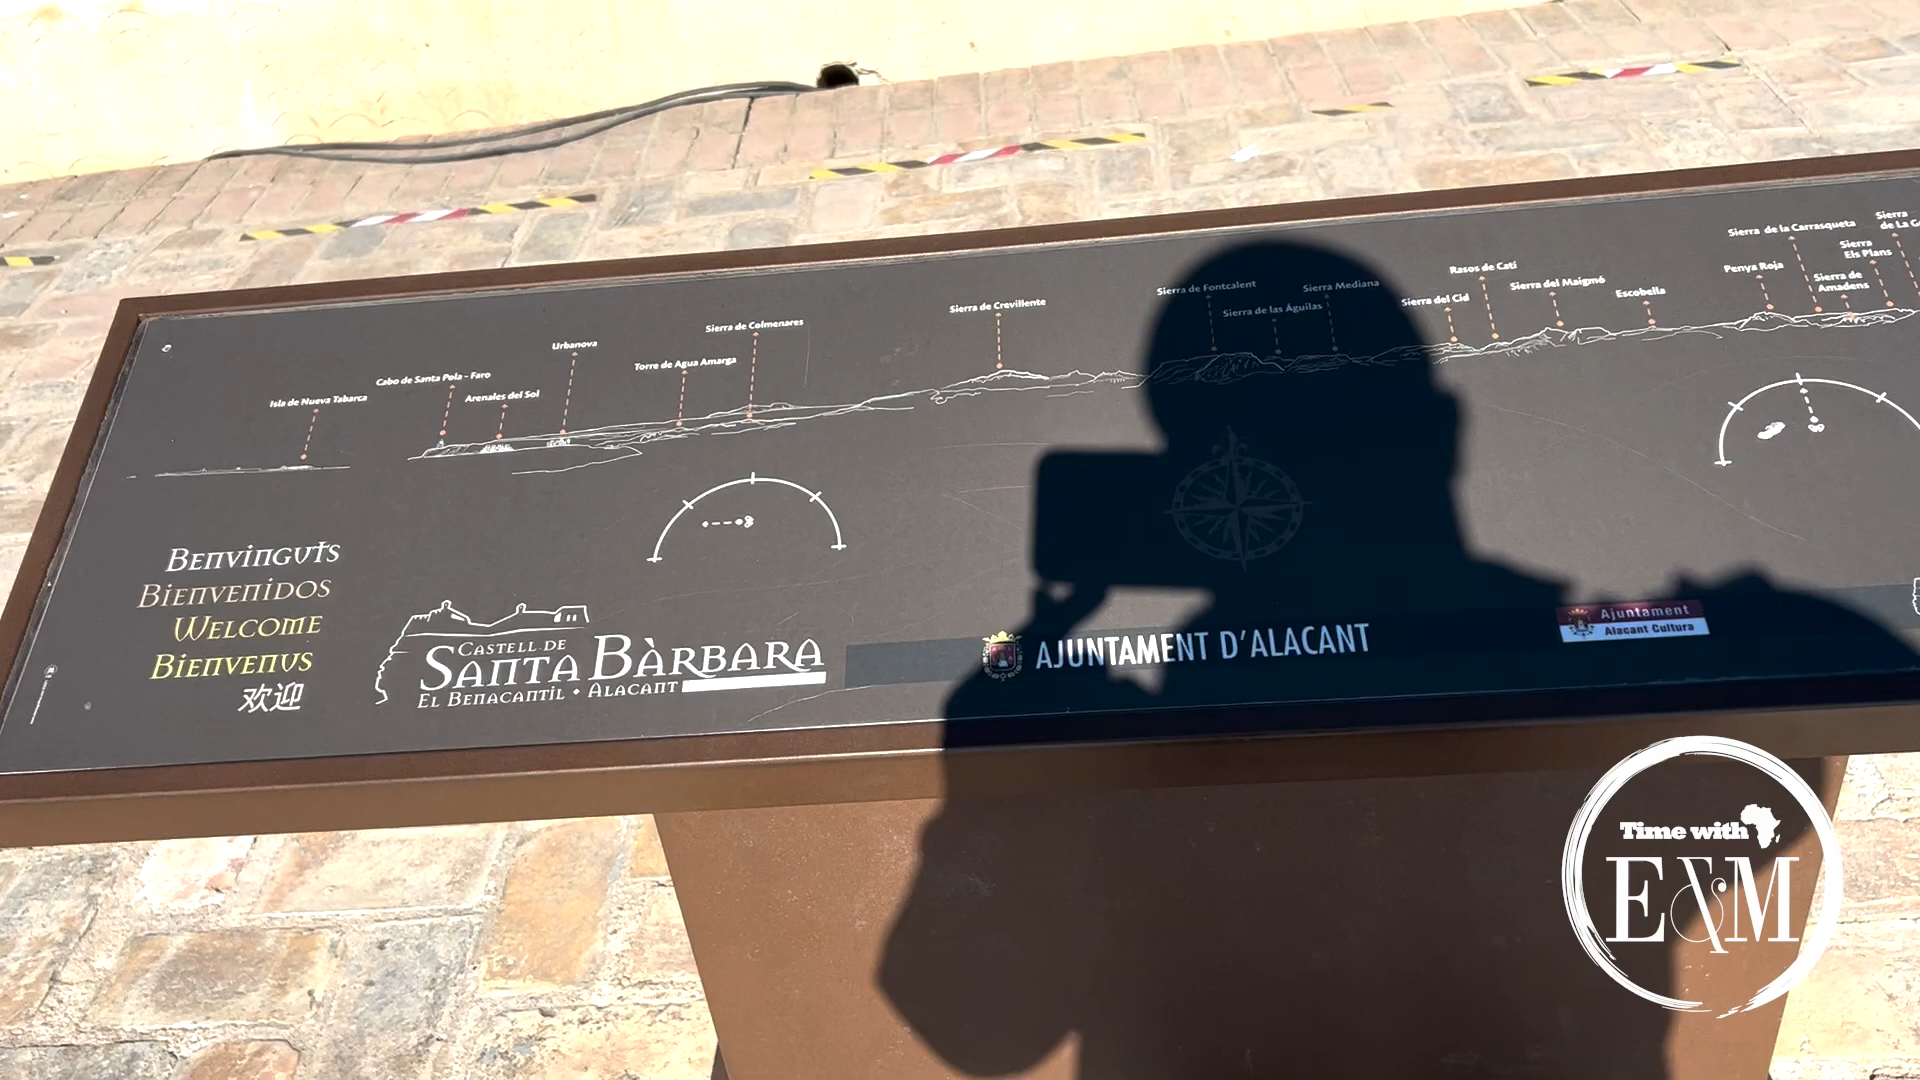 Sierra de la Carrasqueta
Sierra
de La G
Sierra
Els Plans
Penya Roja
Sierra de
Amadens
Rasos de Cati
Sierra del Maigmó
Escobella
Sierra del Cid
Sierra Mediana
Sierra de Fontcalent
Sierra de las Águilas
Sierra de Crevillente
Sierra de Colmenares
Urbanova
Torre de Agua Amarga
Cabo de Santa Pola - Faro
Arenales del Sol
Isla de Nueva Tabarca
Benvinguts
Bienvenidos
Welcome
Bienvenus
欢迎
Castell de
Santa Bàrbara
El Benacantil • Alacant
AJUNTAMENT D'ALACANT
Ajuntament
Alacant Cultura
Time with
E&M